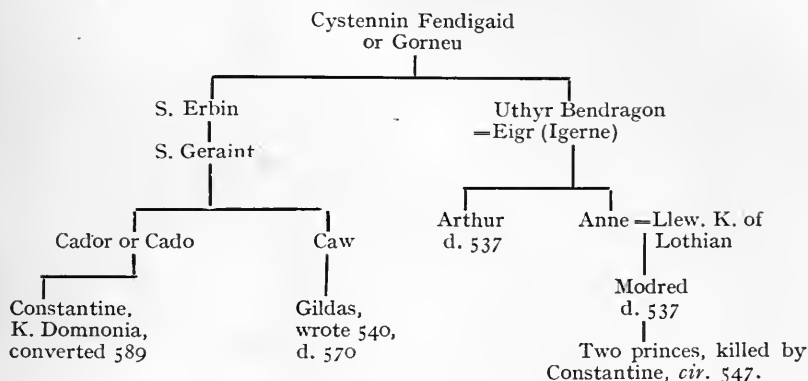 Cystennin Fendigaid
or Gorneu
S. Erbin
Uthyr Bendragon
=Eigr (Igerne)
S. Geraint
Cador or Cado
Caw
Arthur
d. 537
Anne=Llew. K. of
Lothian
Constantine,
K. Domnonia,
converted 589
Gildas,
wrote 540,
d. 570
Modred
d. 537
Two princes, killed by
Constantine, cir. 547.